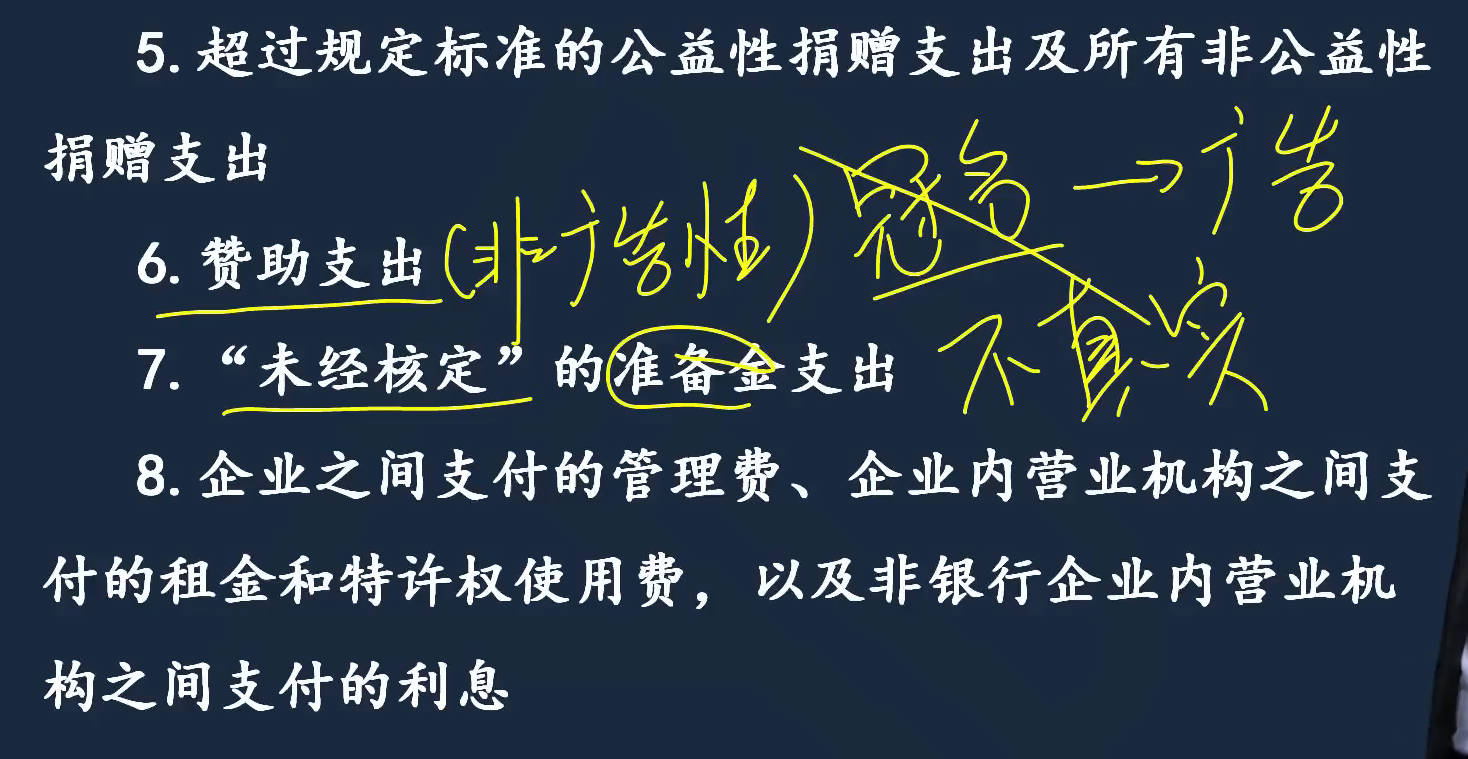 5. 超过规定标准的公益性捐赠支出及所有非公益性
捐赠支出
冠名→广告
6. 赞助支出(非广告性)
7. “未经核定”的准备金支出 不真实
8. 企业之间支付的管理费、企业内营业机构之间支
付的租金和特许权使用费，以及非银行企业内营业机
构之间支付的利息